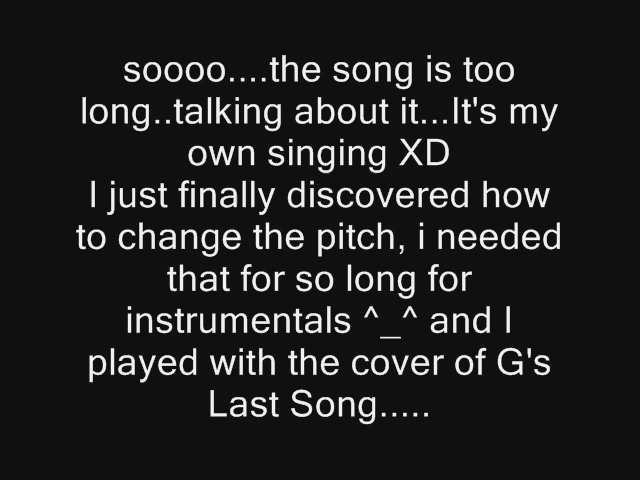 soooo....the song is too
long..talking about it...It's my
own singing XD
I just finally discovered how
to change the pitch, i needed
that for so long for
instrumentals ^_^ and I
played with the cover of G's
Last Song.....